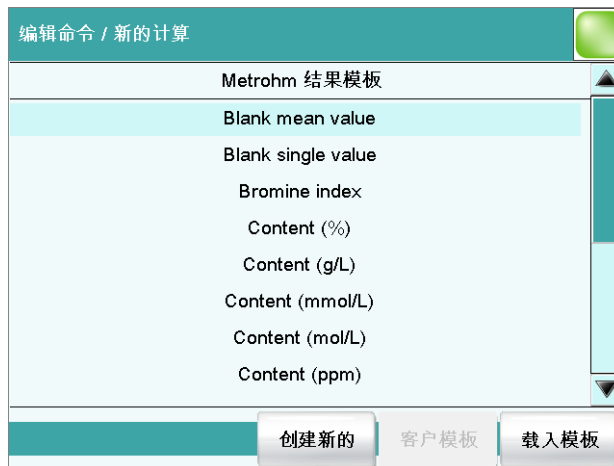 编辑命令 / 新的计算
Metrohm 结果模板
Blank mean value
Blank single value
Bromine index
Content (%)
Content (g/L)
Content (mmol/L)
Content (mol/L)
Content (ppm)
创建新的 客户模板 载入模板